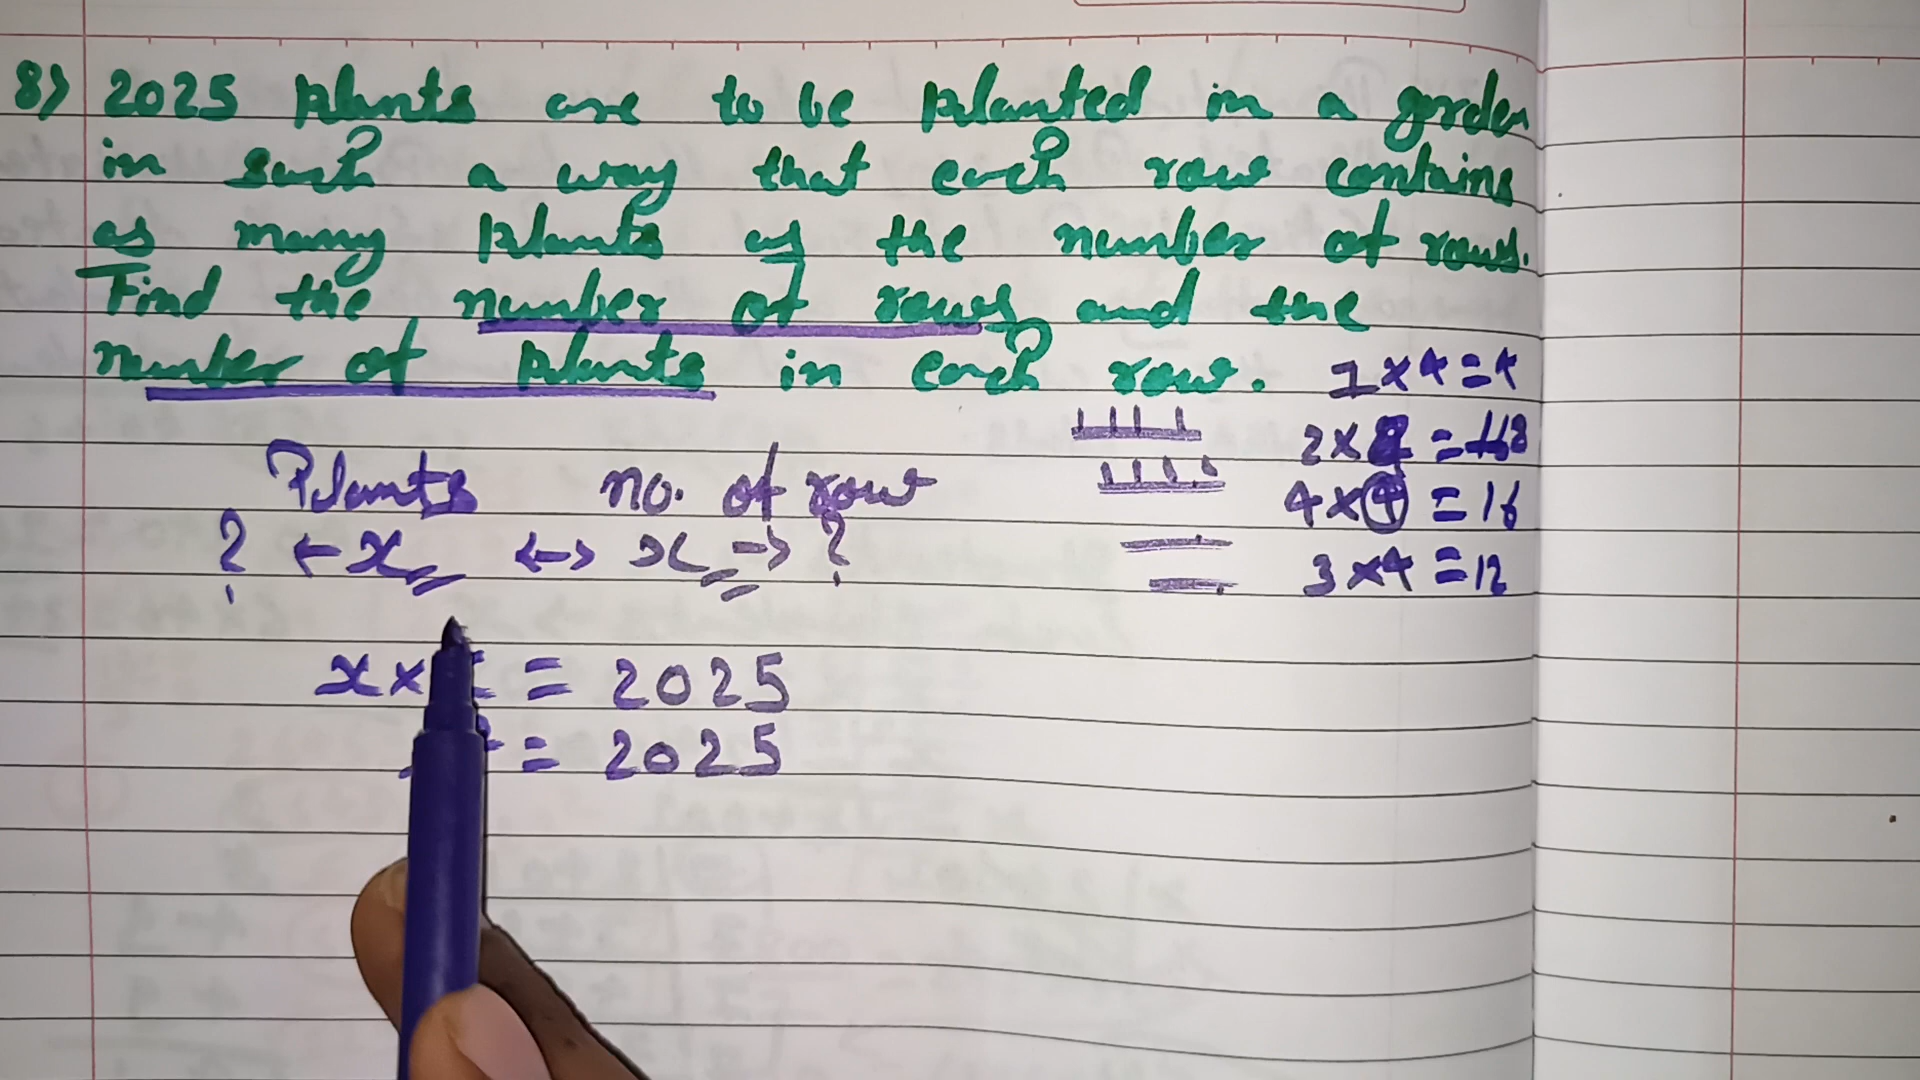 8) 2025 plants are to be planted in a garden
in such a way that each row contains
as many plants as the number of rows.
Find the number of rows and the
number of plants in each row.
1 × 4 = 4
2 × 4 = 8
4 × 4 = 16
3 × 4 = 12
Plants no. of row
? ← x ↔ x → ?
x × = 2025
= 2025